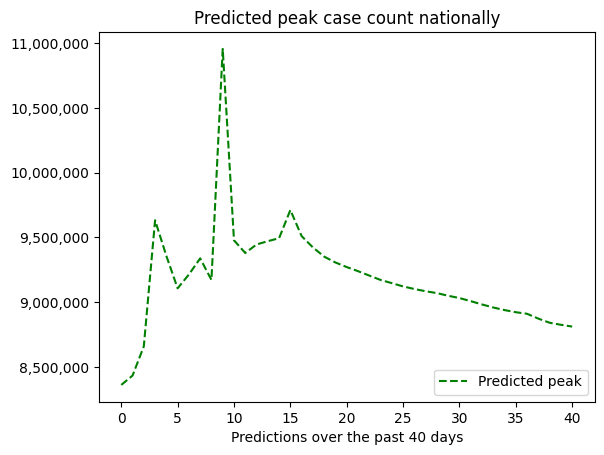 Predicted peak case count nationally
11,000,000
10,500,000
10,000,000
9,500,000
9,000,000
8,500,000
Predicted peak
0 5 10 15 20 25 30 35 40
Predictions over the past 40 days